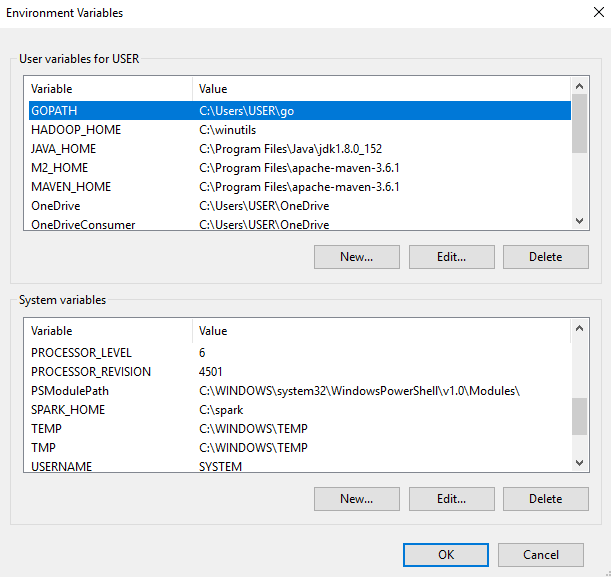 Environment Variables
User variables for USER
Variable Value
GOPATH C:\Users\USER\go
HADOOP_HOME C:\winutils
JAVA_HOME C:\Program Files\Java\jdk1.8.0_152
M2_HOME C:\Program Files\apache-maven-3.6.1
MAVEN_HOME C:\Program Files\apache-maven-3.6.1
OneDrive C:\Users\USER\OneDrive
OneDriveConsumer C:\Users\USER\OneDrive
New... Edit... Delete
System variables
Variable Value
PROCESSOR_LEVEL 6
PROCESSOR_REVISION 4501
PSModulePath C:\WINDOWS\system32\WindowsPowerShell\v1.0\Modules\
SPARK_HOME C:\spark
TEMP C:\WINDOWS\TEMP
TMP C:\WINDOWS\TEMP
USERNAME SYSTEM
New... Edit... Delete
OK Cancel